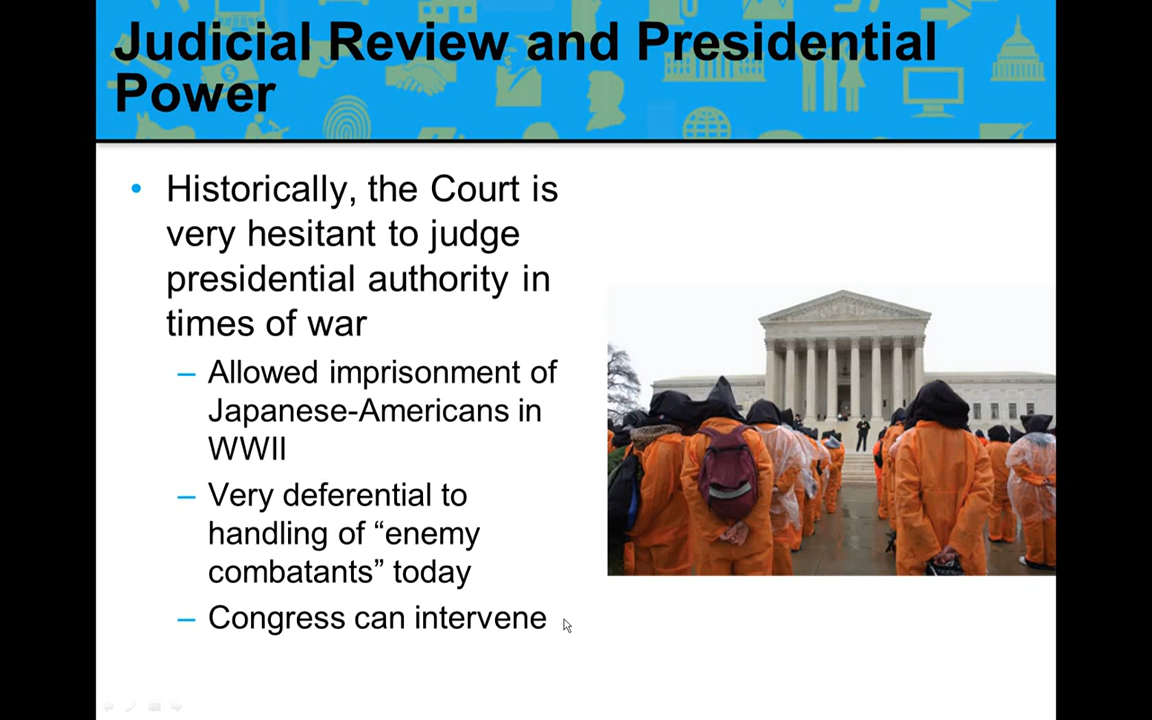 Judicial Review and Presidential
Power
• Historically, the Court is
very hesitant to judge
presidential authority in
times of war
– Allowed imprisonment of
Japanese-Americans in
WWII
– Very deferential to
handling of “enemy
combatants” today
– Congress can intervene